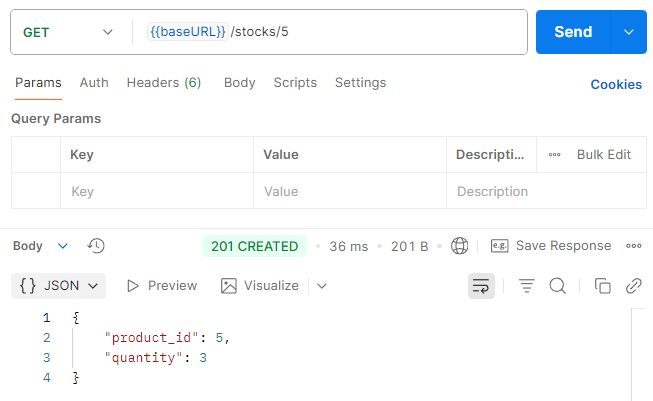 GET {{baseURL}} /stocks/5 Send
Params Auth Headers (6) Body Scripts Settings Cookies
Query Params
Key Value Descripti... Bulk Edit
Key Value Description
Body 201 CREATED 36 ms 201 B e.g. Save Response
{} JSON Preview Visualize
1 {
2 "product_id": 5,
3 "quantity": 3
4 }